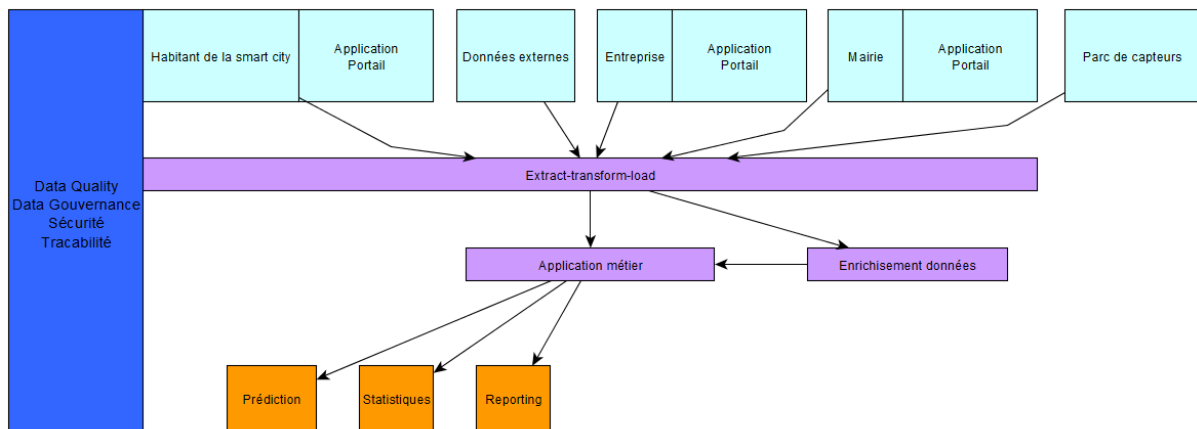 Data Quality
Data Gouvernance
Sécurité
Tracabilité
Habitant de la smart city
Application
Portail
Données externes
Entreprise
Application
Portail
Mairie
Application
Portail
Parc de capteurs
Extract-transform-load
Application métier
Enrichisement données
Prédiction
Statistiques
Reporting